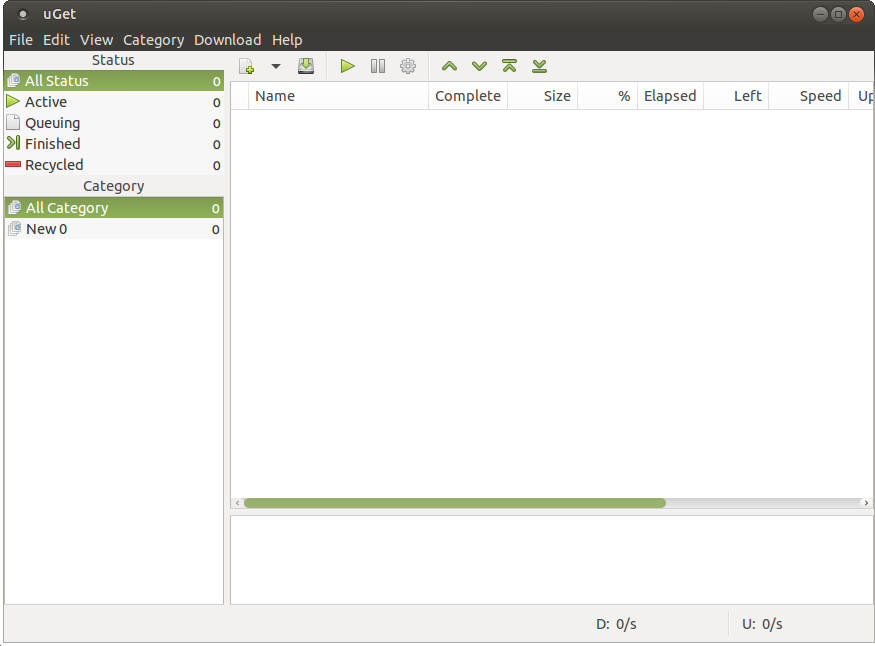 uGet
File Edit View Category Download Help
Status
All Status 0
Active 0
Queuing 0
Finished 0
Recycled 0
Category
All Category 0
New 0 0
Name Complete Size % Elapsed Left Speed Up
D: 0/s U: 0/s